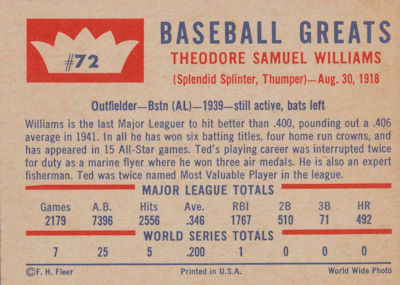 #72
BASEBALL GREATS
THEODORE SAMUEL WILLIAMS
(Splendid Splinter, Thumper)—Aug. 30, 1918
Outfielder—Bstn (AL)—1939—still active, bats left
Williams is the last Major Leaguer to hit better than .400, pounding out a .406
average in 1941. In all he has won six batting titles, four home run crowns, and
has appeared in 15 All-Star games. Ted's playing career was interrupted twice
for duty as a marine flyer where he won three air medals. He is also an expert
fisherman. Ted was twice named Most Valuable Player in the league.
MAJOR LEAGUE TOTALS
Games A.B. Hits Ave. RBI 2B 3B HR
2179 7396 2556 .346 1767 510 71 492
WORLD SERIES TOTALS
7 25 5 .200 1 0 0 0
©F. H. Fleer Printed in U.S.A. World Wide Photo